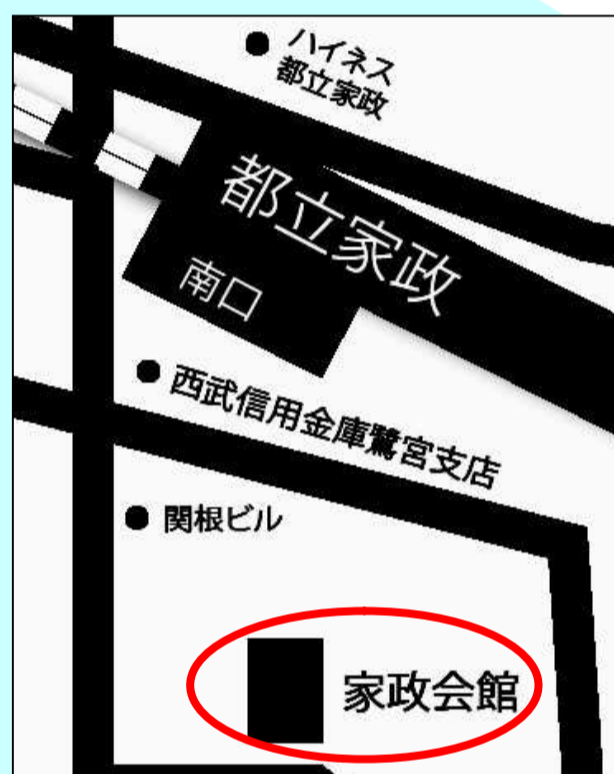 ハイネス
都立家政
都立家政
南口
西武信用金庫鷺宮支店
関根ビル
家政会館